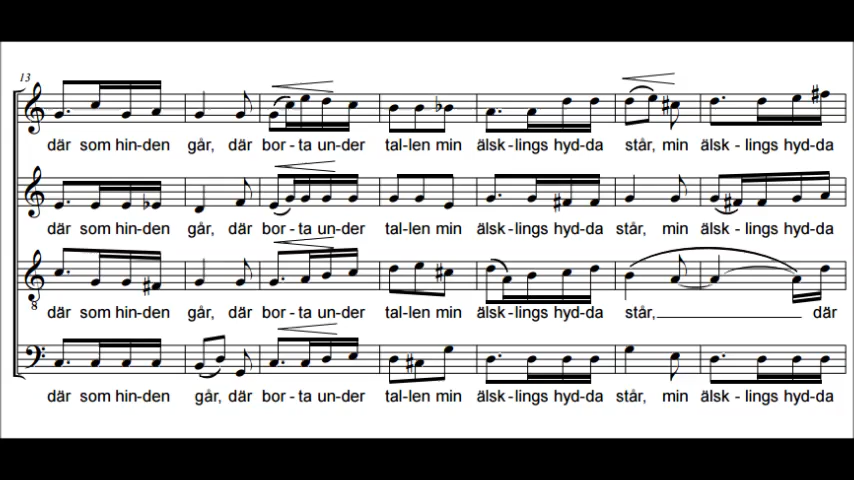 13
där som hin-den går, där bor-ta un-der tal-len min älsk-lings hyd-da står, min älsk-lings hyd-da
där som hin-den går, där bor-ta un-der tal-len min älsk-lings hyd-da står, min älsk-lings hyd-da
8
där som hin-den går, där bor-ta un-der tal-len min älsk-lings hyd-da står, där
där som hin-den går, där bor-ta un-der tal-len min älsk-lings hyd-da står, min älsk-lings hyd-da